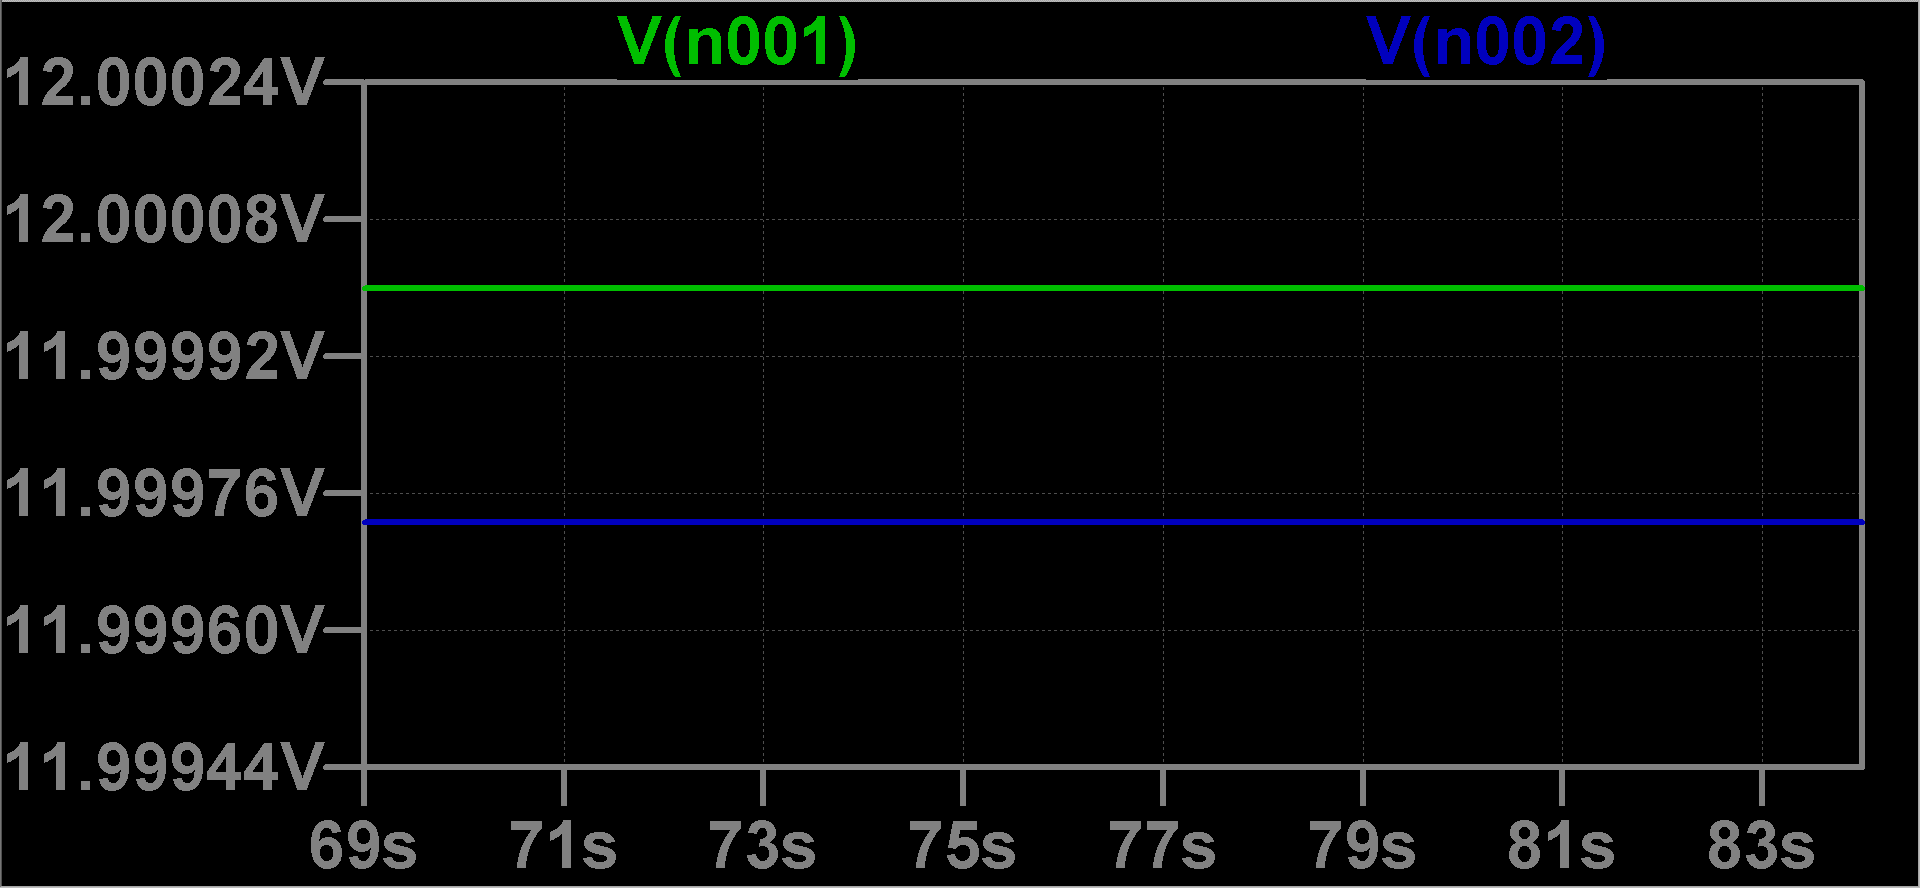 V(n001) V(n002)
12.00024V
12.00008V
11.99992V
11.99976V
11.99960V
11.99944V
69s 71s 73s 75s 77s 79s 81s 83s